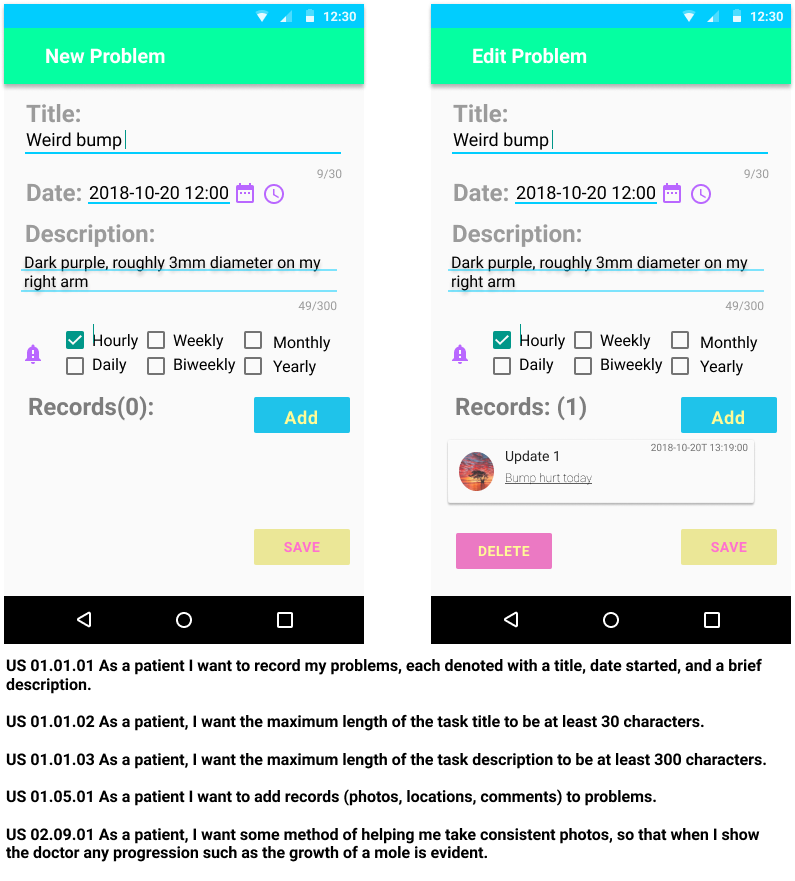 12:30
New Problem
Title:
Weird bump
9/30
Date: 2018-10-20 12:00
Description:
Dark purple, roughly 3mm diameter on my
right arm
49/300
Hourly Weekly Monthly
Daily Biweekly Yearly
Records(0):
Add
SAVE
12:30
Edit Problem
Title:
Weird bump
9/30
Date: 2018-10-20 12:00
Description:
Dark purple, roughly 3mm diameter on my
right arm
49/300
Hourly Weekly Monthly
Daily Biweekly Yearly
Records: (1)
Add
2018-10-20T 13:19:00
Update 1
Bump hurt today
DELETE
SAVE
US 01.01.01 As a patient I want to record my problems, each denoted with a title, date started, and a brief
description.
US 01.01.02 As a patient, I want the maximum length of the task title to be at least 30 characters.
US 01.01.03 As a patient, I want the maximum length of the task description to be at least 300 characters.
US 01.05.01 As a patient I want to add records (photos, locations, comments) to problems.
US 02.09.01 As a patient, I want some method of helping me take consistent photos, so that when I show
the doctor any progression such as the growth of a mole is evident.